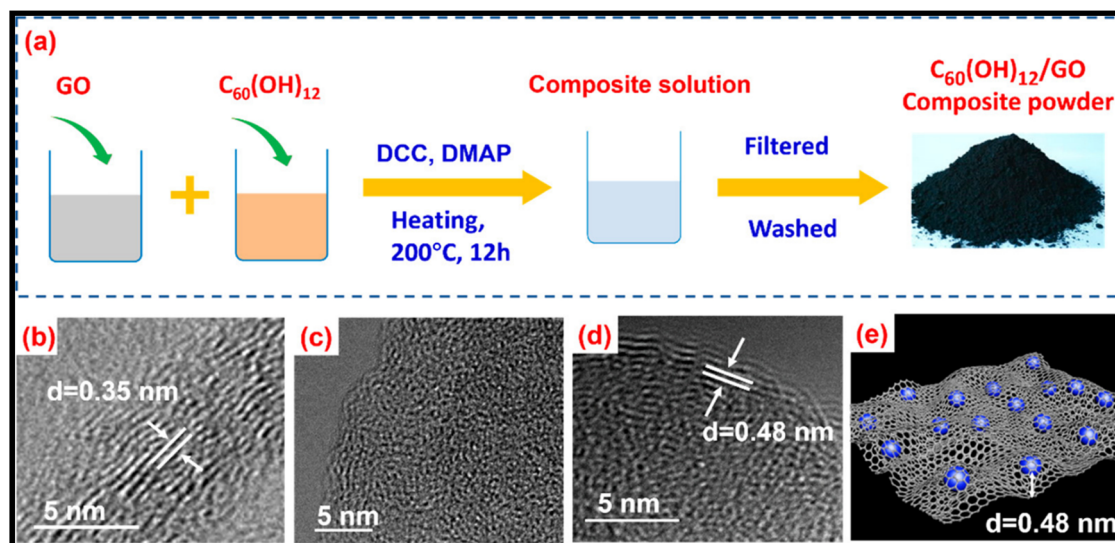 (a)
GO
C₆₀(OH)₁₂
DCC, DMAP
Heating,
200°C, 12h
Composite solution
Filtered
Washed
C₆₀(OH)₁₂/GO
Composite powder
(b)
d=0.35 nm
5 nm
(c)
5 nm
(d)
d=0.48 nm
5 nm
(e)
d=0.48 nm